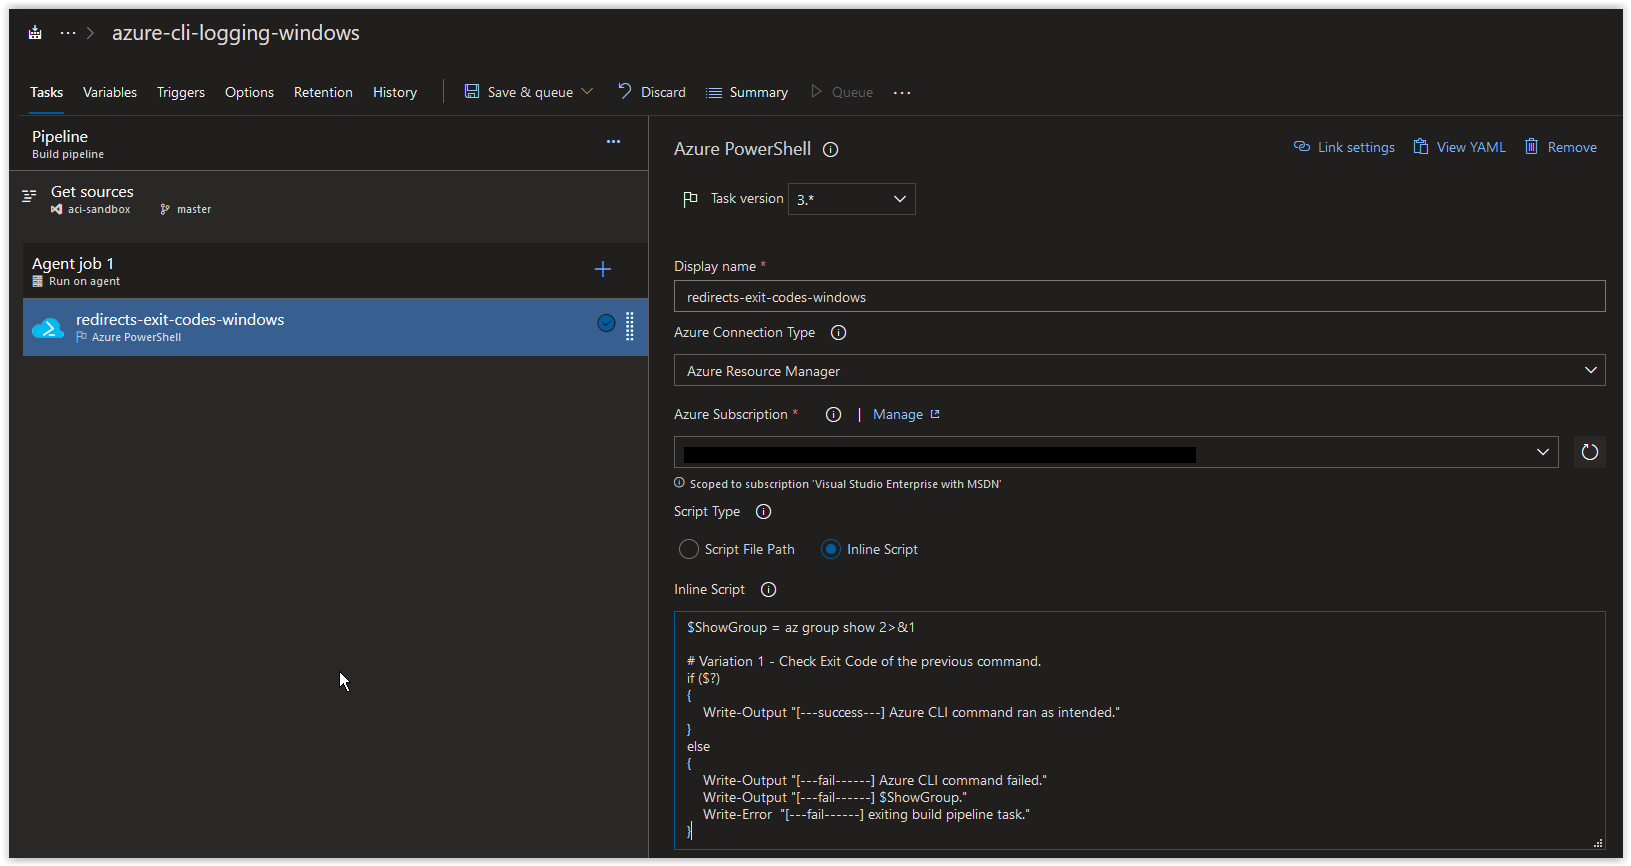 ··· > azure-cli-logging-windows
Tasks Variables Triggers Options Retention History Save & queue Discard Summary Queue ···
Pipeline
Build pipeline
Get sources
aci-sandbox master
Agent job 1
Run on agent
redirects-exit-codes-windows
Azure PowerShell
Azure PowerShell
Link settings View YAML Remove
Task version 3.*
Display name *
redirects-exit-codes-windows
Azure Connection Type
Azure Resource Manager
Azure Subscription * | Manage
Scoped to subscription 'Visual Studio Enterprise with MSDN'
Script Type
Script File Path Inline Script
Inline Script
$ShowGroup = az group show 2>&1
# Variation 1 - Check Exit Code of the previous command.
if ($?)
{
    Write-Output "[---success---] Azure CLI command ran as intended."
}
else
{
    Write-Output "[---fail------] Azure CLI command failed."
    Write-Output "[---fail------] $ShowGroup."
    Write-Error  "[---fail------] exiting build pipeline task."
}